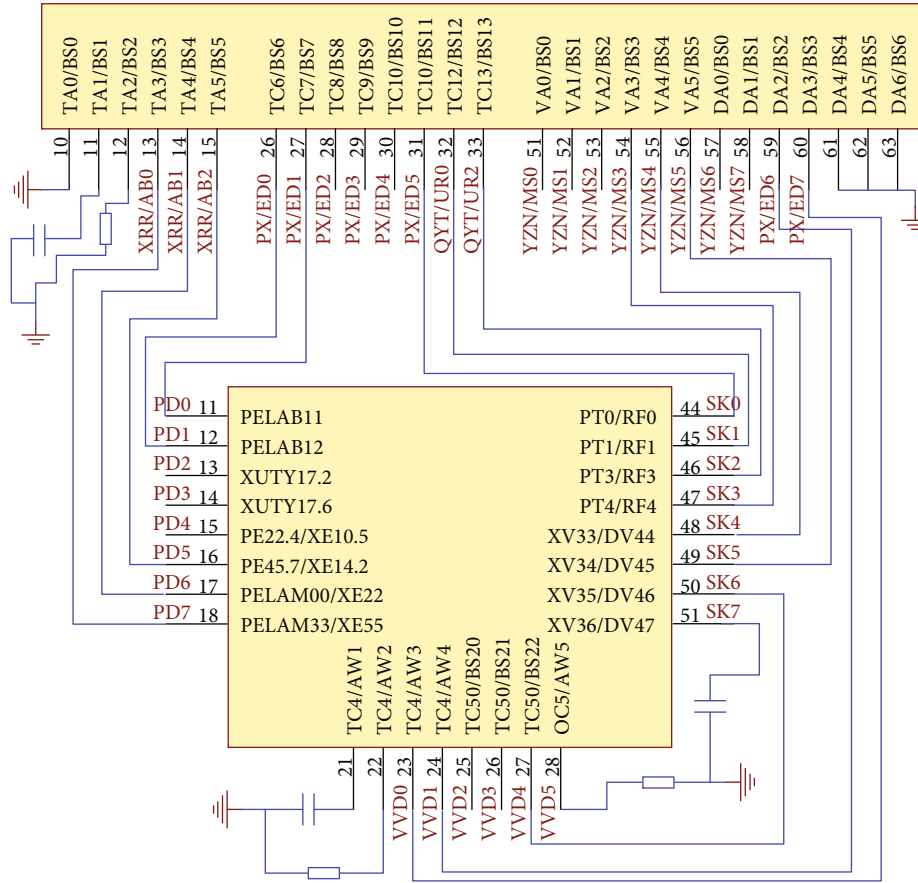 TA0/BS0
TA1/BS1
TA2/BS2
TA3/BS3
TA4/BS4
TA5/BS5
TC6/BS6
TC7/BS7
TC8/BS8
TC9/BS9
TC10/BS10
TC10/BS11
TC12/BS12
TC13/BS13
VA0/BS0
VA1/BS1
VA2/BS2
VA3/BS3
VA4/BS4
VA5/BS5
DA0/BS0
DA1/BS1
DA2/BS2
DA3/BS3
DA4/BS4
DA5/BS5
DA6/BS6
10
11
12
13
14
15
26
27
28
29
30
31
32
33
51
52
53
54
55
56
57
58
59
60
61
62
63
XRR/AB0
XRR/AB1
XRR/AB2
PX/ED0
PX/ED1
PX/ED2
PX/ED3
PX/ED4
PX/ED5
QYT/UR0
QYT/UR2
YZN/MS0
YZN/MS1
YZN/MS2
YZN/MS3
YZN/MS4
YZN/MS5
YZN/MS6
YZN/MS7
PX/ED6
PX/ED7
PD0 11 PELAB11
PD1 12 PELAB12
PD2 13 XUTY17.2
PD3 14 XUTY17.6
PD4 15 PE22.4/XE10.5
PD5 16 PE45.7/XE14.2
PD6 17 PELAM00/XE22
PD7 18 PELAM33/XE55
PT0/RF0 44 SK0
PT1/RF1 45 SK1
PT3/RF3 46 SK2
PT4/RF4 47 SK3
XV33/DV44 48 SK4
XV34/DV45 49 SK5
XV35/DV46 50 SK6
XV36/DV47 51 SK7
TC4/AW1
TC4/AW2
TC4/AW3
TC4/AW4
TC50/BS20
TC50/BS21
TC50/BS22
OC5/AW5
21
22
23
24
25
26
27
28
VVD0
VVD1
VVD2
VVD3
VVD4
VVD5